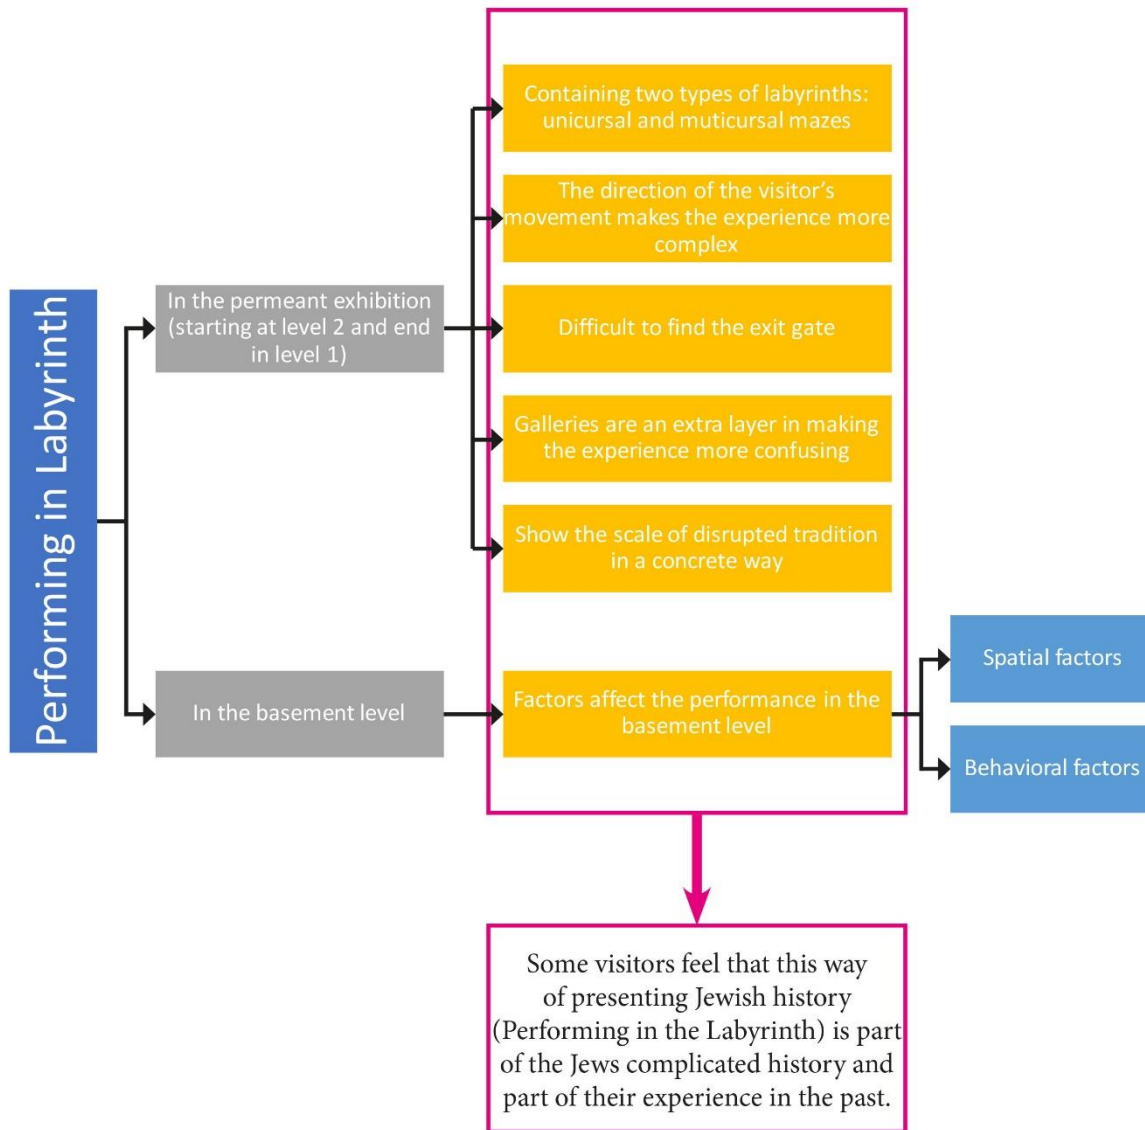 Performing in Labyrinth
In the permeant exhibition
(starting at level 2 and end
in level 1)
In the basement level
Containing two types of labyrinths:
unicursal and muticursal mazes
The direction of the visitor's
movement makes the experience more
complex
Difficult to find the exit gate
Galleries are an extra layer in making
the experience more confusing
Show the scale of disrupted tradition
in a concrete way
Factors affect the performance in the
basement level
Spatial factors
Behavioral factors
Some visitors feel that this way
of presenting Jewish history
(Performing in the Labyrinth) is part
of the Jews complicated history and
part of their experience in the past.